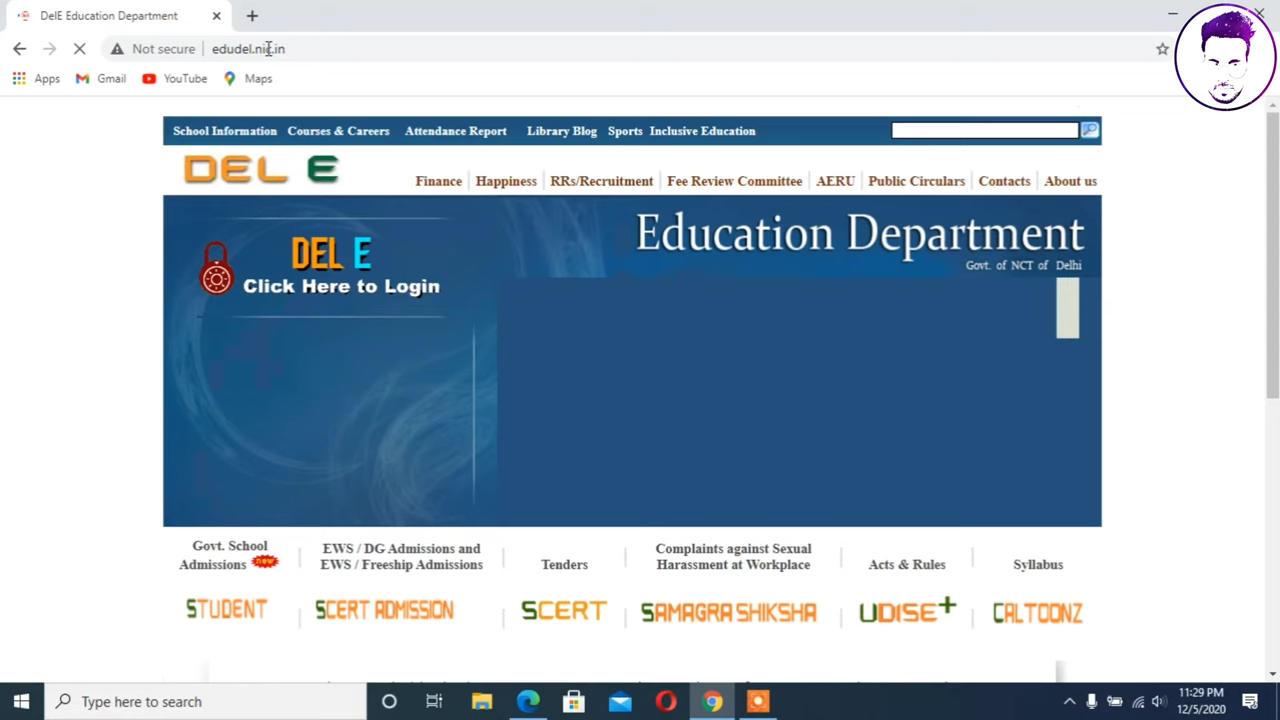 DelE Education Department
Not secure
edudel.nic.in
Apps
Gmail
YouTube
Maps
School Information
Courses & Careers
Attendance Report
Library Blog
Sports
Inclusive Education
DEL E
Finance
Happiness
RRs/Recruitment
Fee Review Committee
AERU
Public Circulars
Contacts
About us
DEL E
Click Here to Login
Education Department
Govt. of NCT of Delhi
Govt. School
Admissions new
EWS / DG Admissions and
EWS / Freeship Admissions
Tenders
Complaints against Sexual
Harassment at Workplace
Acts & Rules
Syllabus
STUDENT
SCERT ADMISSION
SCERT
SAMAGRA SHIKSHA
UDISE+
CALTOONZ
Type here to search
11:29 PM
12/5/2020